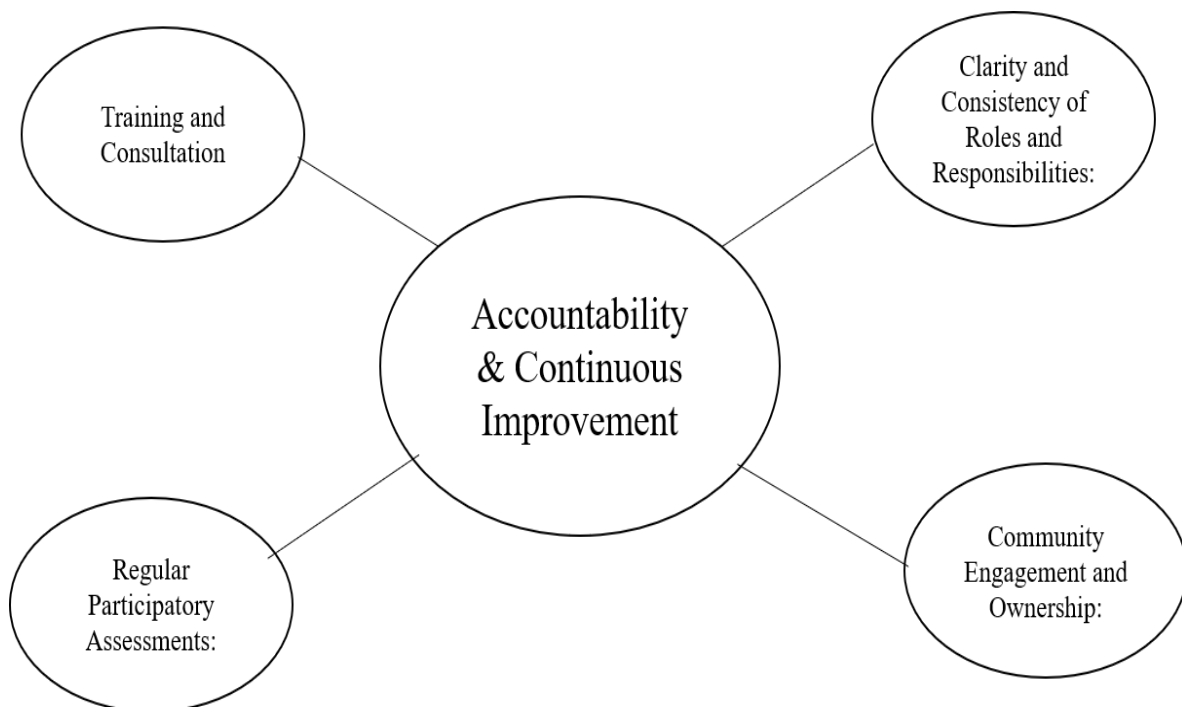 Training and
Consultation
Clarity and
Consistency of
Roles and
Responsibilities:
Accountability
& Continuous
Improvement
Regular
Participatory
Assessments:
Community
Engagement and
Ownership: